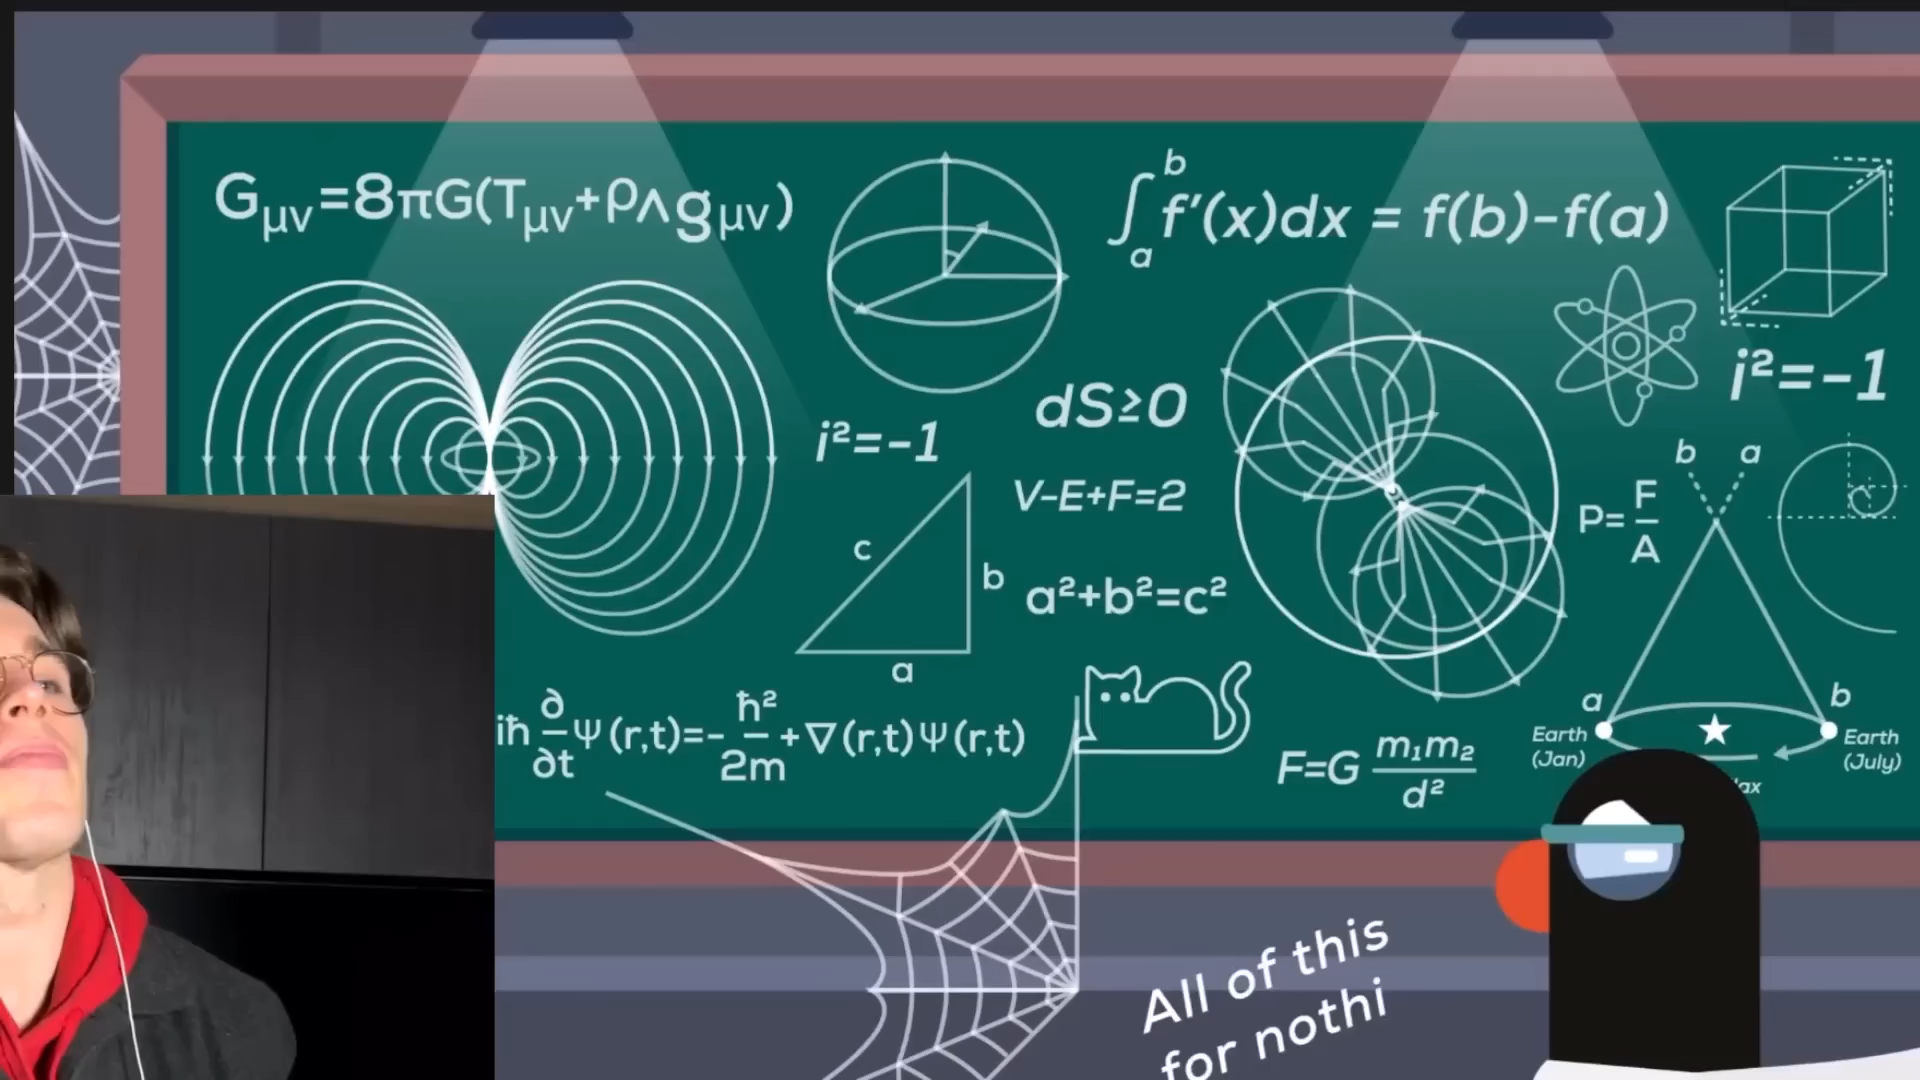 Gμν=8πG(Tμν+ρΛgμν)
∫ₐᵇ f′(x)dx = f(b)-f(a)
i²=-1
dS≥0
i²=-1
V-E+F=2
P=F/A
b a
c
b
a
a²+b²=c²
iħ ∂/∂t Ψ(r,t)=- ħ²/2m +∇(r,t)Ψ(r,t)
F=G m₁m₂/d²
a
b
Earth
(Jan)
Earth
(July)
All of this
for nothi